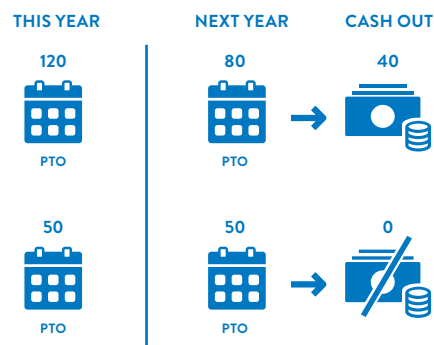 THIS YEAR NEXT YEAR CASH OUT
120 80 40
PTO PTO
50 50 0
PTO PTO